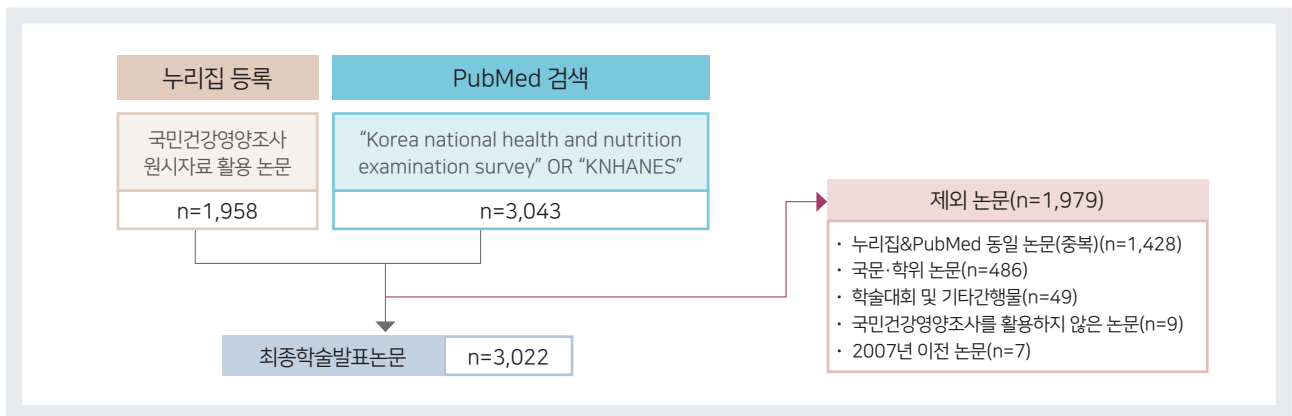 누리집 등록
국민건강영양조사
원시자료 활용 논문
n=1,958
PubMed 검색
“Korea national health and nutrition
examination survey” OR “KNHANES”
n=3,043
제외 논문(n=1,979)
· 누리집&PubMed 동일 논문(중복)(n=1,428)
· 국문·학위 논문(n=486)
· 학술대회 및 기타간행물(n=49)
· 국민건강영양조사를 활용하지 않은 논문(n=9)
· 2007년 이전 논문(n=7)
최종학술발표논문
n=3,022